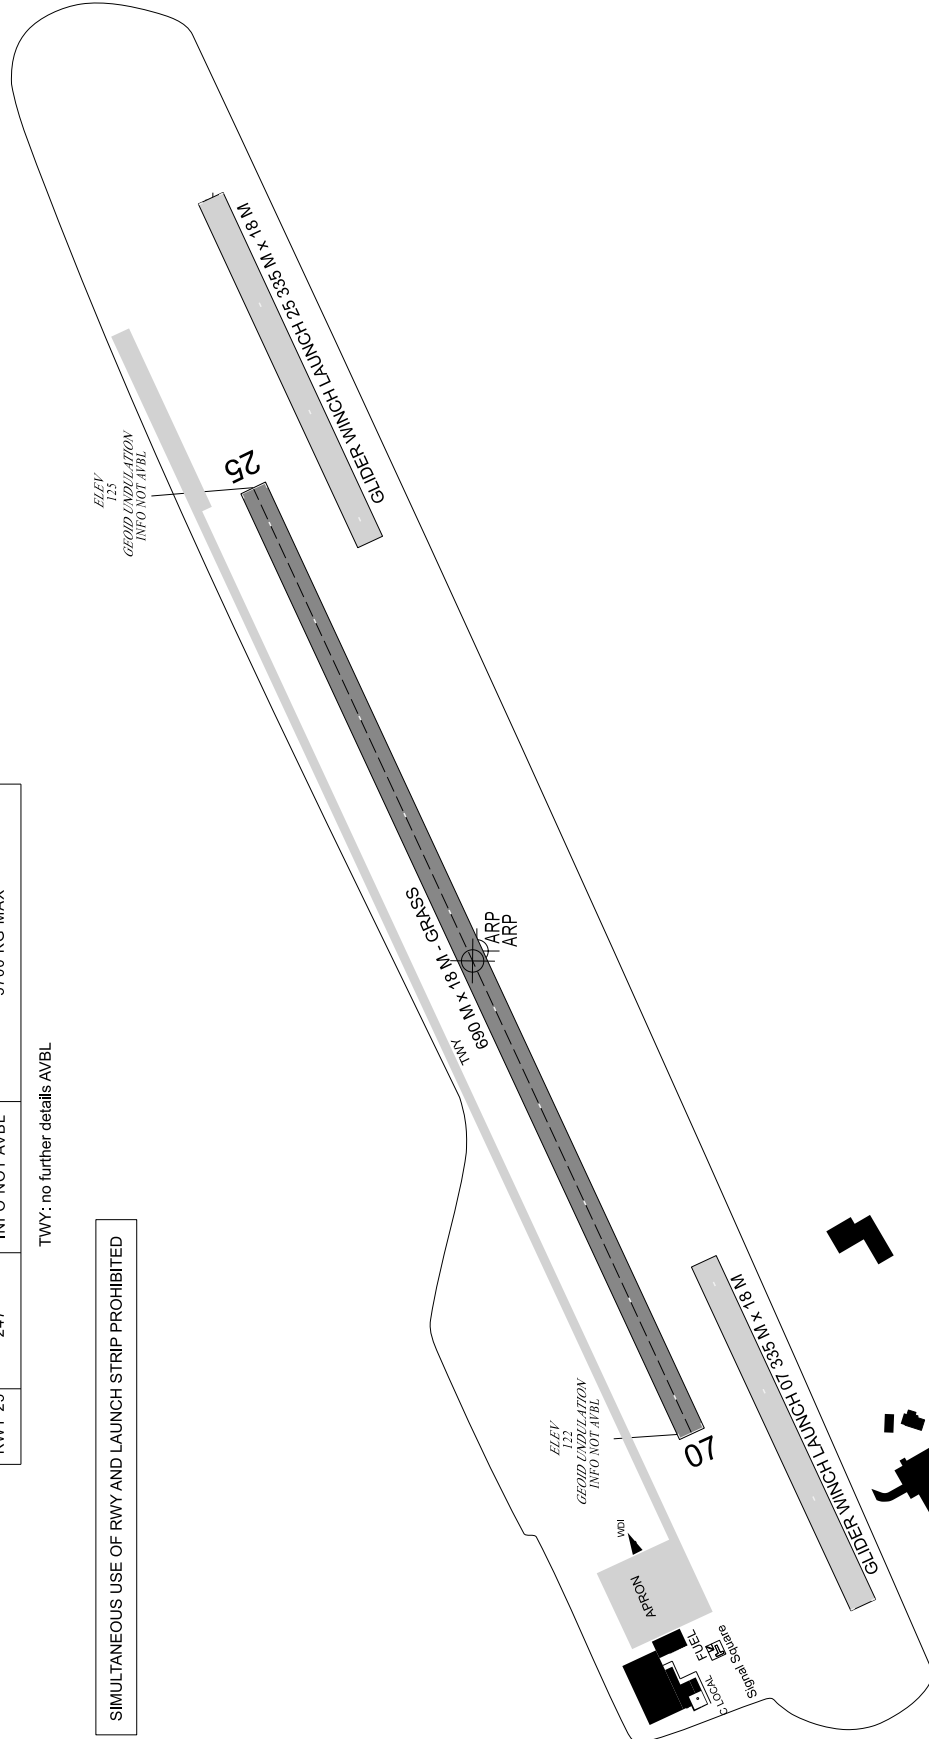 GLIDER WINCH LAUNCH 25 335 M x 18 M
25
ELEV
125
GEOID UNDULATION
INFO NOT AVBL
690 M x 18 M - GRASS
TWY
ARP
ARP
5700 KG MAX
INFO NOT AVBL
247
RWY 25
TWY: no further details AVBL
SIMULTANEOUS USE OF RWY AND LAUNCH STRIP PROHIBITED
ELEV
122
GEOID UNDULATION
INFO NOT AVBL
07
GLIDER WINCH LAUNCH 07 335 M x 18 M
WDI
APRON
FUEL
C LOCAL
Signal Square